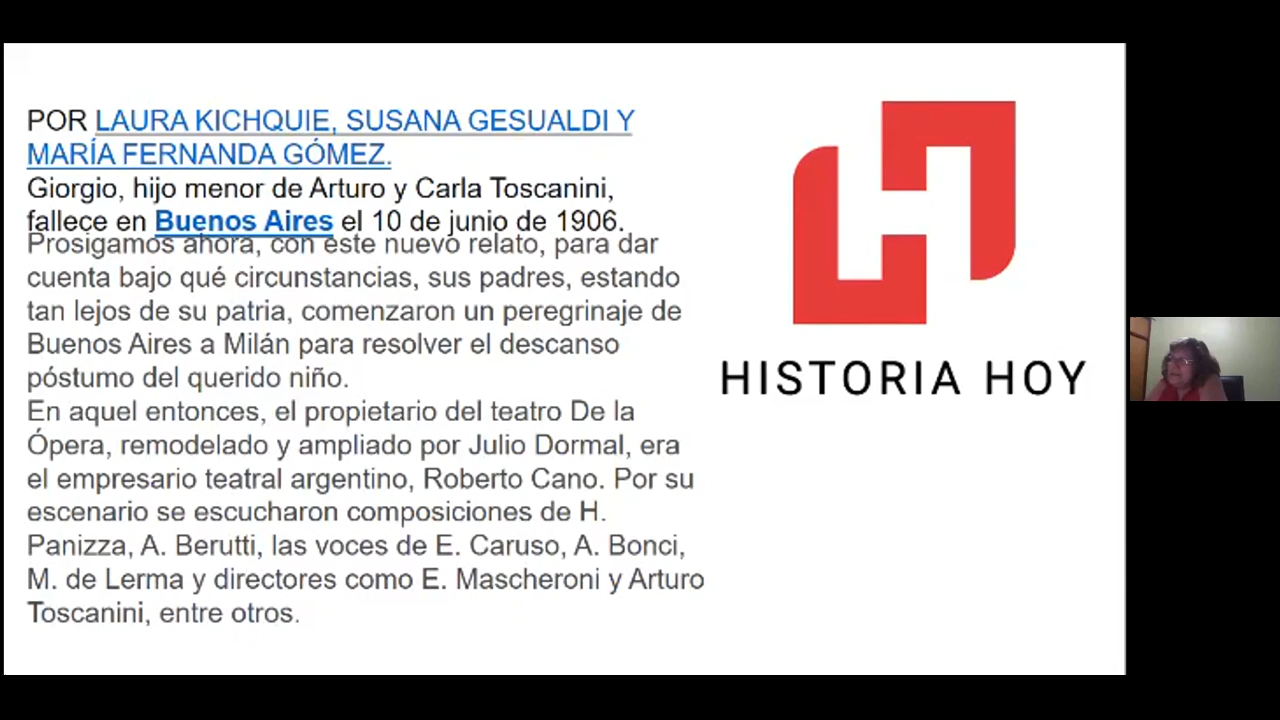 POR LAURA KICHQUIE, SUSANA GESUALDI Y
MARÍA FERNANDA GÓMEZ.
Giorgio, hijo menor de Arturo y Carla Toscanini,
fallece en Buenos Aires el 10 de junio de 1906.
Prosigamos ahora, con este nuevo relato, para dar
cuenta bajo qué circunstancias, sus padres, estando
tan lejos de su patria, comenzaron un peregrinaje de
Buenos Aires a Milán para resolver el descanso
póstumo del querido niño.
En aquel entonces, el propietario del teatro De la
Ópera, remodelado y ampliado por Julio Dormal, era
el empresario teatral argentino, Roberto Cano. Por su
escenario se escucharon composiciones de H.
Panizza, A. Berutti, las voces de E. Caruso, A. Bonci,
M. de Lerma y directores como E. Mascheroni y Arturo
Toscanini, entre otros.
HISTORIA HOY